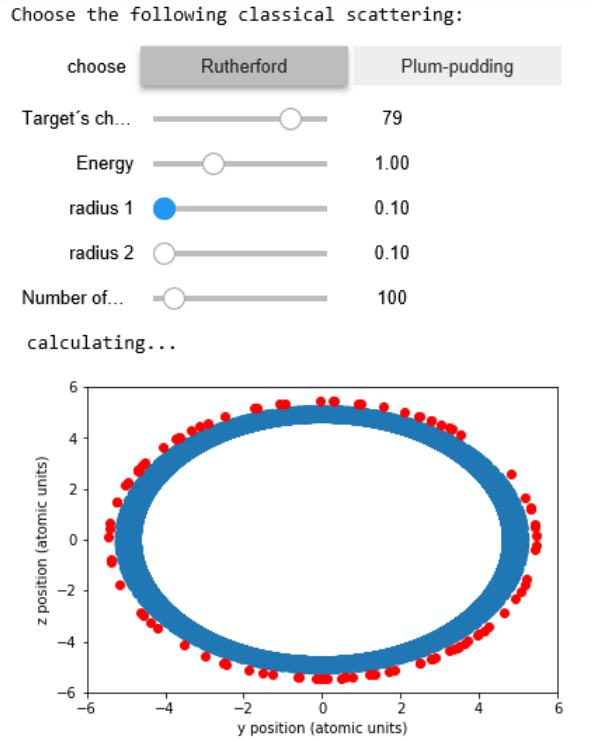 Choose the following classical scattering:
choose Rutherford Plum-pudding
Target´s ch... 79
Energy 1.00
radius 1 0.10
radius 2 0.10
Number of... 100
calculating...
6
4
2
0
−2
−4
−6
z position (atomic units)
−6 −4 −2 0 2 4 6
y position (atomic units)